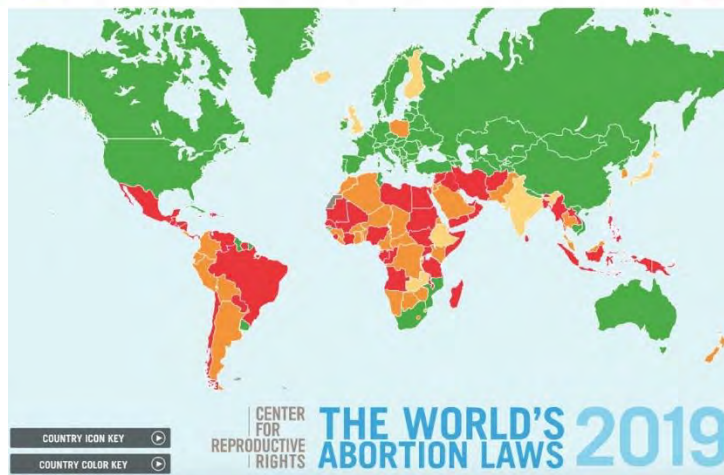 CENTER
FOR
REPRODUCTIVE
RIGHTS
THE WORLD'S
ABORTION LAWS
2019
COUNTRY ICON KEY
COUNTRY COLOR KEY